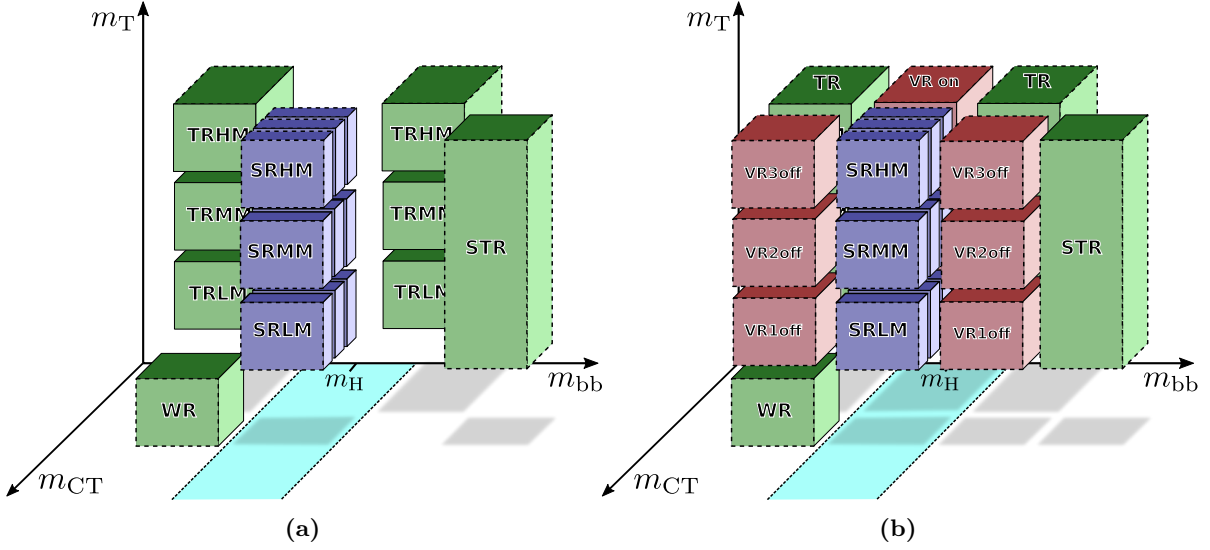 m_T
TRHM
SRHM
TRHM
TRMM
SRMM
TRMM
STR
TRLM
SRLM
TRLM
m_H
m_bb
WR
m_CT
(a)
m_T
TR
VR on
TR
VR3off
SRHM
VR3off
VR2off
SRMM
VR2off
STR
VR1off
SRLM
VR1off
m_H
m_bb
WR
m_CT
(b)